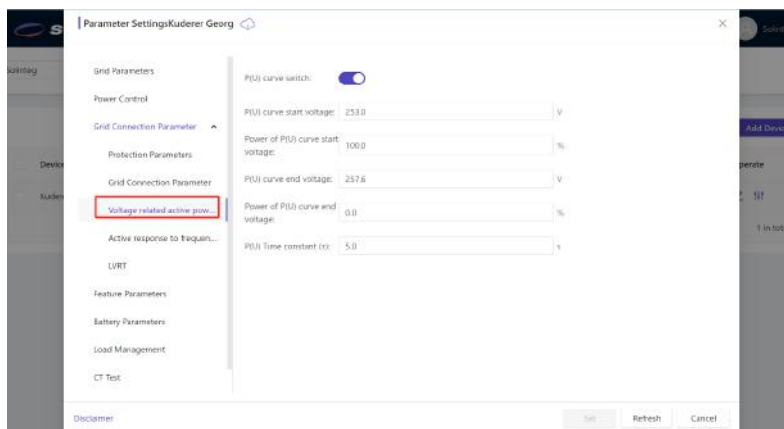 Parameter SettingsKuderer Georg
S
Solint
Solinteg
Grid Parameters
Power Control
Grid Connection Parameter
Protection Parameters
Grid Connection Parameter
Voltage related active pow...
Active response to frequen...
LVRT
Feature Parameters
Battery Parameters
Load Management
CT Test
P(U) curve switch:
P(U) curve start voltage: 253.0 V
Power of P(U) curve start
voltage: 100.0 %
P(U) curve end voltage: 257.6 V
Power of P(U) curve end
voltage: 0.0 %
P(U) Time constant (τ): 5.0 s
Add Devic
Device
perate
Kuder
1 in tot
Disclaimer
Set
Refresh
Cancel